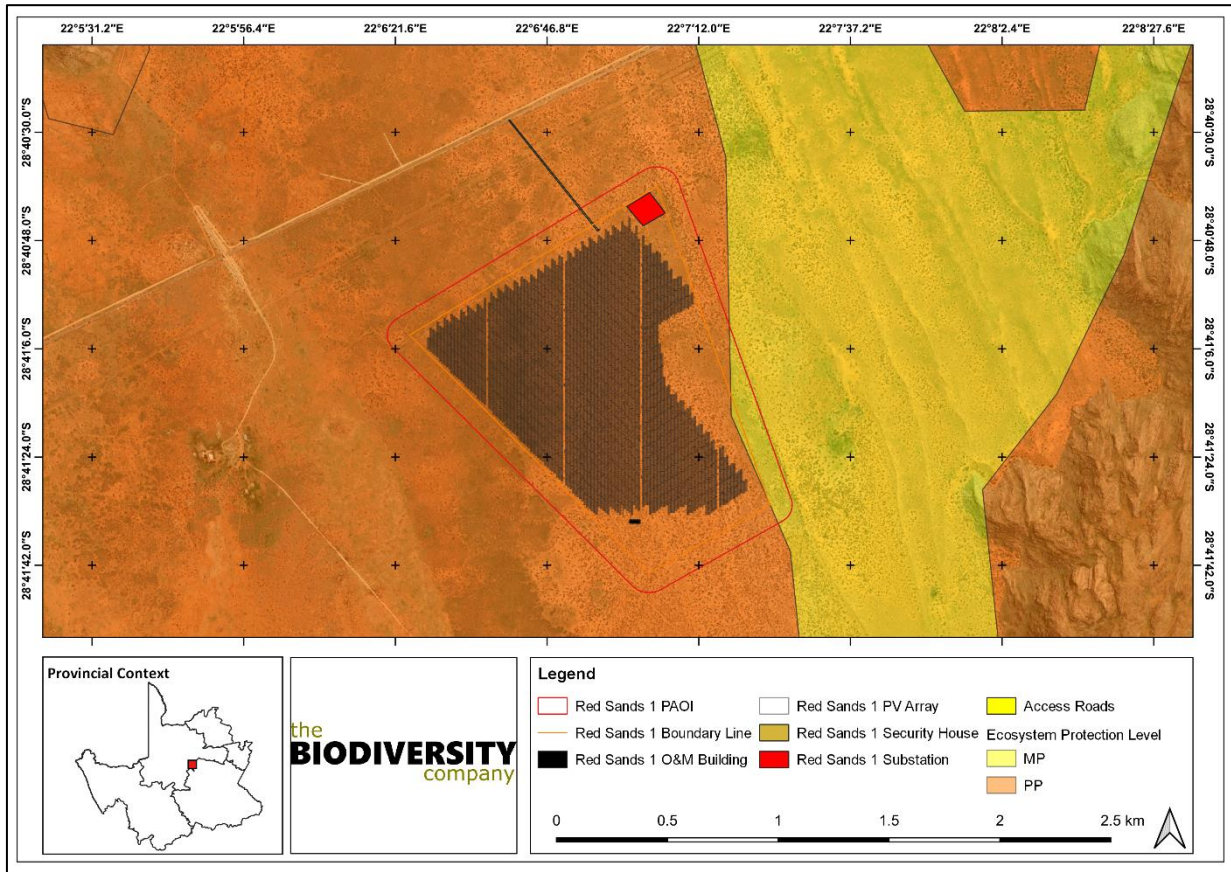 22°5'31.2"E 22°5'56.4"E 22°6'21.6"E 22°6'46.8"E 22°7'12.0"E 22°7'37.2"E 22°8'2.4"E 22°8'27.6"E
28°40'30.0"S 28°40'30.0"S
28°40'48.0"S 28°40'48.0"S
28°41'6.0"S 28°41'6.0"S
28°41'24.0"S 28°41'24.0"S
28°41'42.0"S 28°41'42.0"S
Provincial Context
the
BIODIVERSITY
company
Legend
Red Sands 1 PAOI
Red Sands 1 Boundary Line
Red Sands 1 O&M Building
Red Sands 1 PV Array
Red Sands 1 Security House
Red Sands 1 Substation
Access Roads
Ecosystem Protection Level
MP
PP
0 0.5 1 1.5 2 2.5 km